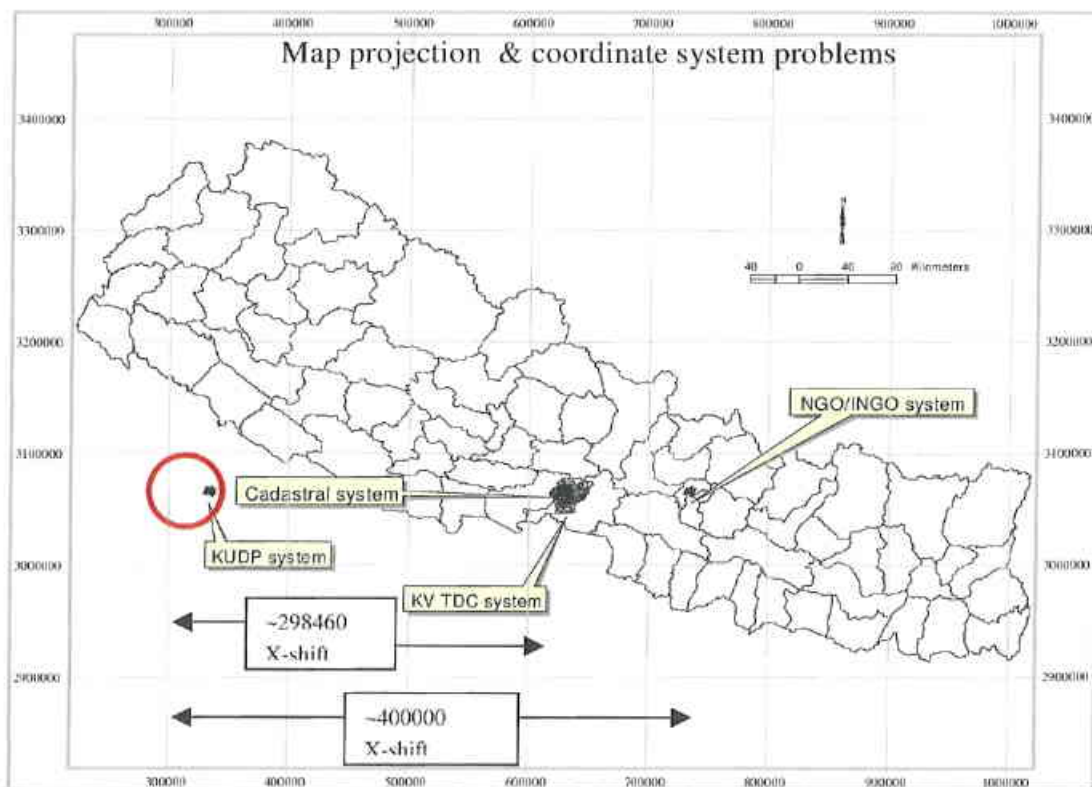 300000 400000 500000 600000 700000 800000 900000 1000000
Map projection & coordinate system problems
3400000 3400000
3300000 3300000
40 0 40 80 Kilometers
3200000 3200000
NGO/INGO system
3100000 3100000
Cadastral system
KUDP system
3000000 3000000
KV TDC system
~298460
X-shift
2900000 2900000
~400000
X-shift
300000 400000 500000 600000 700000 800000 900000 1000000